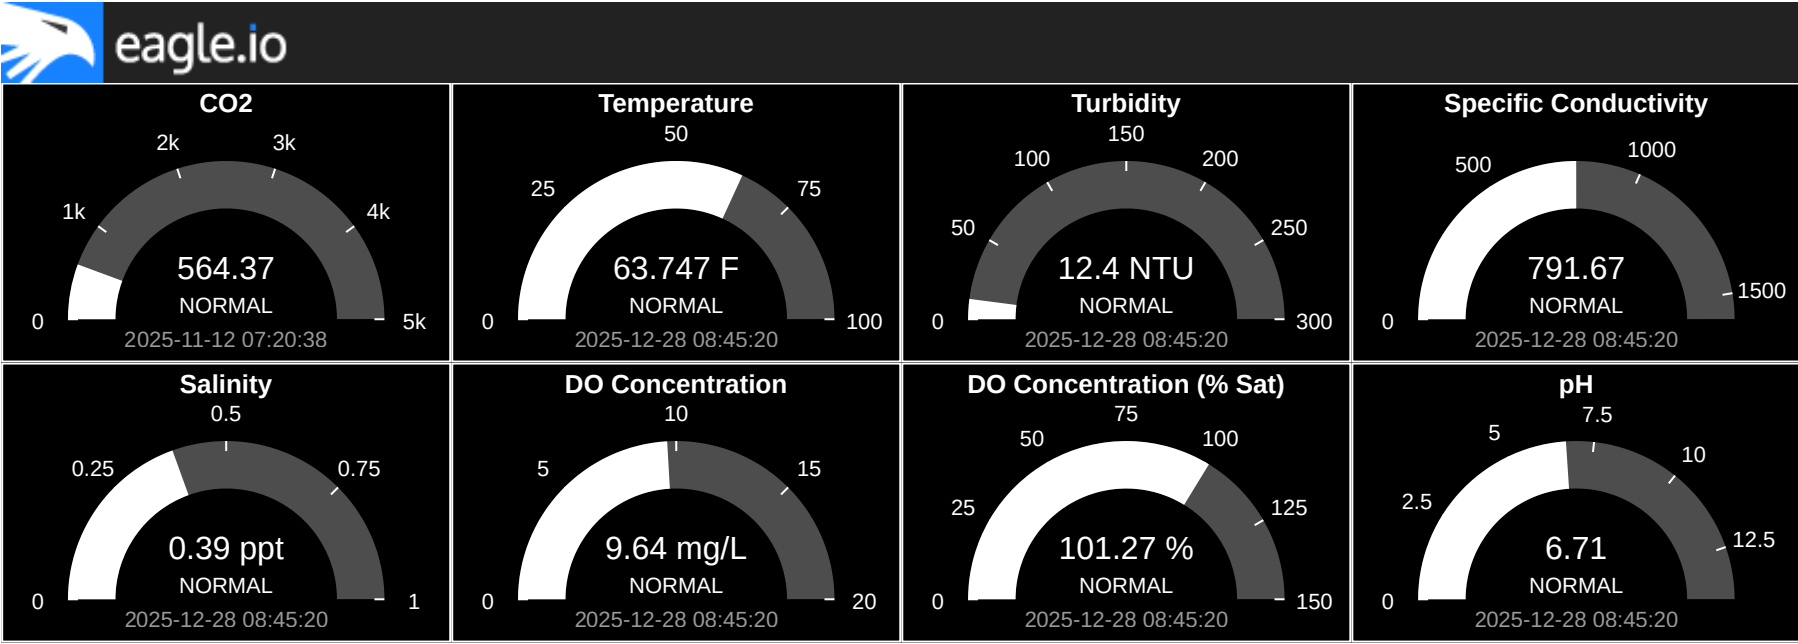 eagle.io
CO2
2k
3k
1k
4k
564.37
NORMAL
0
5k
2025-11-12 07:20:38
Temperature
50
25
75
63.747 F
NORMAL
0
100
2025-12-28 08:45:20
Turbidity
150
100
200
50
250
12.4 NTU
NORMAL
0
300
2025-12-28 08:45:20
Specific Conductivity
500
1000
791.67
1500
NORMAL
0
2025-12-28 08:45:20
Salinity
0.5
0.25
0.75
0.39 ppt
NORMAL
0
1
2025-12-28 08:45:20
DO Concentration
10
5
15
9.64 mg/L
NORMAL
0
20
2025-12-28 08:45:20
DO Concentration (% Sat)
75
50
100
25
125
101.27 %
NORMAL
0
150
2025-12-28 08:45:20
pH
7.5
5
10
2.5
12.5
6.71
NORMAL
0
2025-12-28 08:45:20